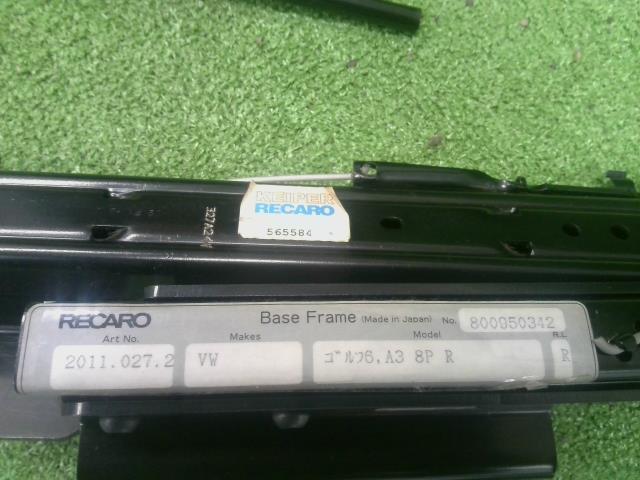 KEIPER
RECARO
565584
RECARO Base Frame (Made in Japan) No. 800950342
Art No. Makes Model R.L
2011.027.2 VW ゴルフ6,A3 8P R R